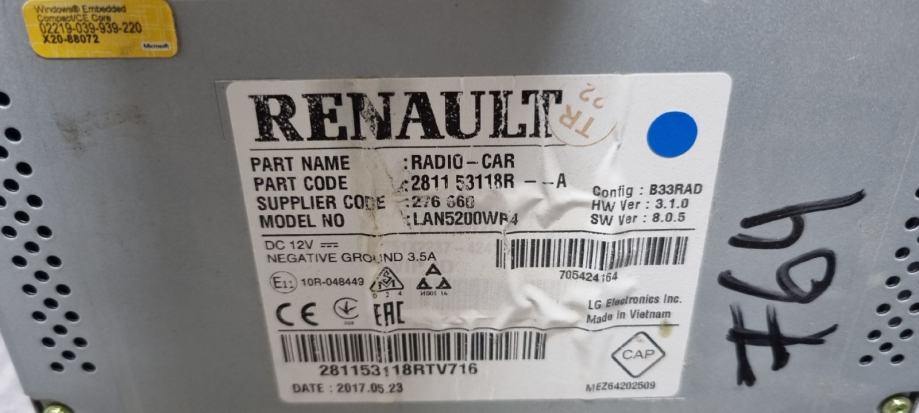 Windows® Embedded
Compact/CE Core
02219-039-939-220
X20-88072
Microsoft
RENAULT
TR
22
PART NAME :RADIO-CAR
PART CODE :2811 53118R --A
SUPPLIER CODE :276 660
MODEL NO :LAN5200WR4
Config : B33RAD
HW Ver : 3.1.0
SW Ver : 8.0.5
DC 12V
NEGATIVE GROUND 3.5A
705424164
E11 10R-048449
024
LG Electronics Inc.
Made in Vietnam
CE
EAC
281153118RTV716
CAP
DATE : 2017.05.23
MEZ64202509
#64